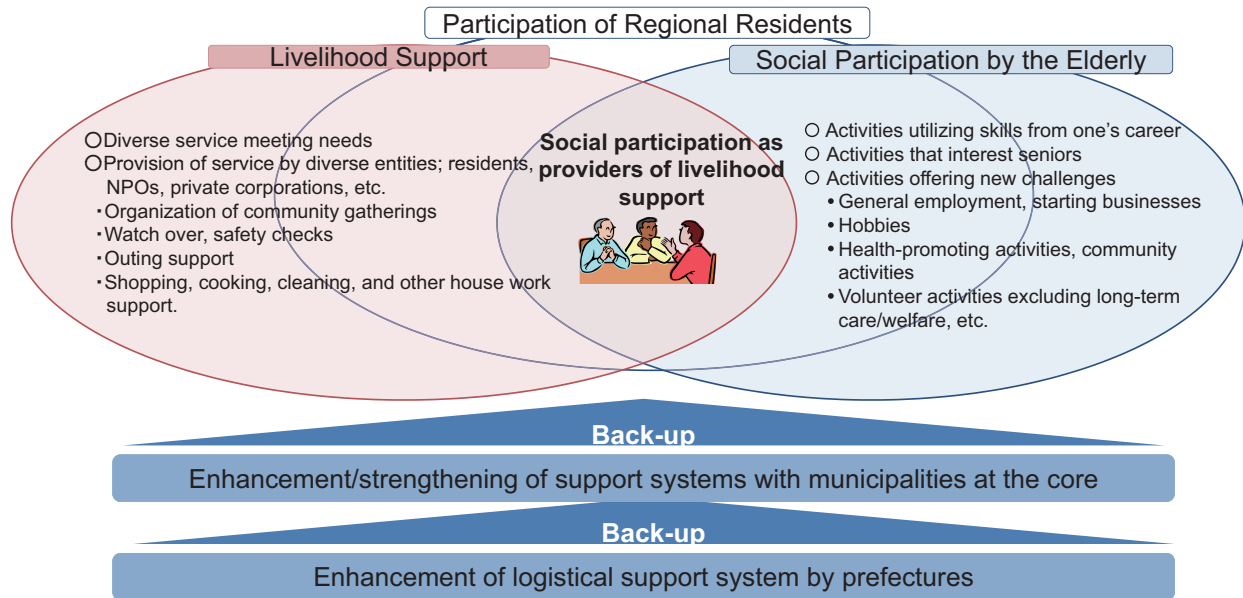 Participation of Regional Residents
Livelihood Support
Social Participation by the Elderly
○Diverse service meeting needs
○Provision of service by diverse entities; residents,
NPOs, private corporations, etc.
・Organization of community gatherings
・Watch over, safety checks
・Outing support
・Shopping, cooking, cleaning, and other house work
support.
Social participation as
providers of livelihood
support
○ Activities utilizing skills from one's career
○ Activities that interest seniors
○ Activities offering new challenges
• General employment, starting businesses
• Hobbies
• Health-promoting activities, community
activities
• Volunteer activities excluding long-term
care/welfare, etc.
Back-up
Enhancement/strengthening of support systems with municipalities at the core
Back-up
Enhancement of logistical support system by prefectures